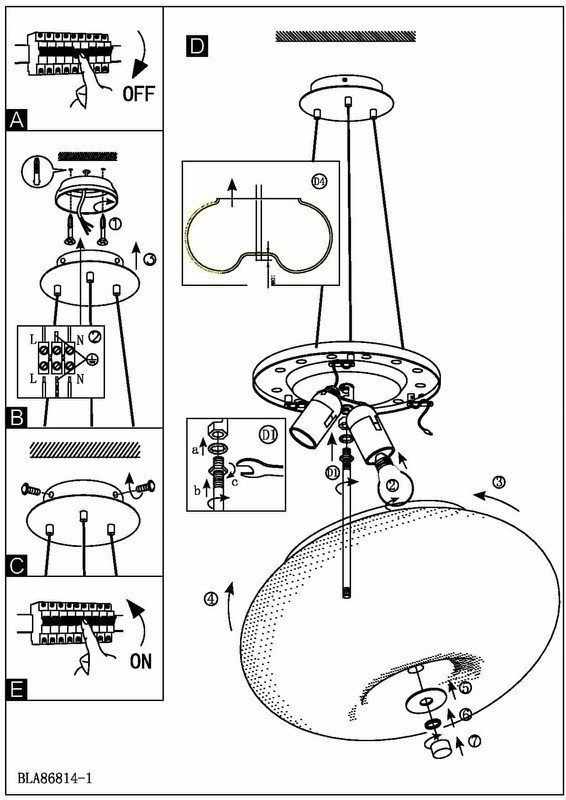 A
OFF
B
①
③
②
L N
L N
C
E
ON
D
D4
D1
a
b
c
D1
②
③
④
⑤
⑥
⑦
BLA86814-1